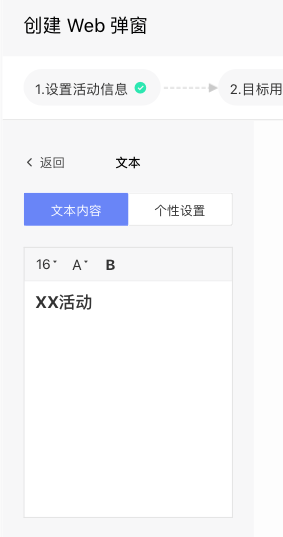 创建 Web 弹窗
1.设置活动信息
2.目标用
返回
文本
文本内容
个性设置
16 A B
XX活动